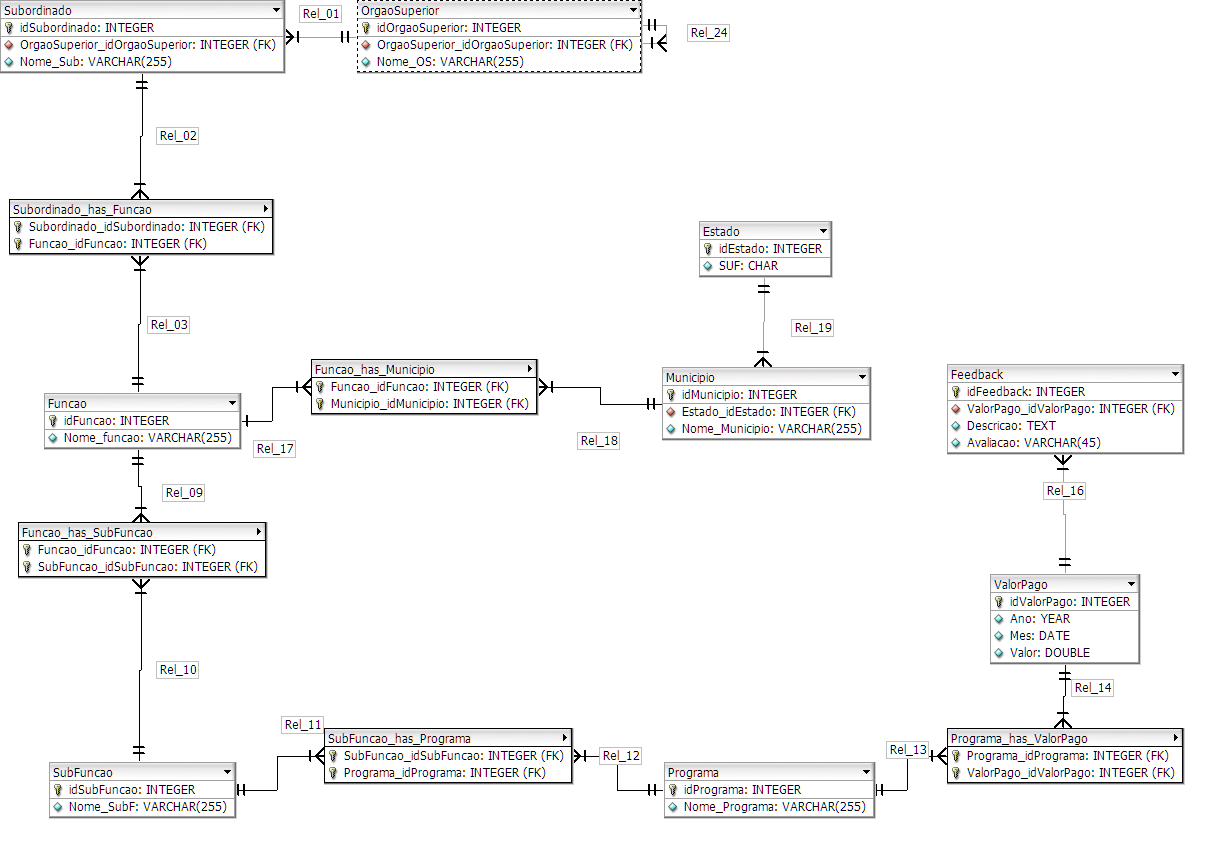 Subordinado
idSubordinado: INTEGER
OrgaoSuperior_idOrgaoSuperior: INTEGER (FK)
Nome_Sub: VARCHAR(255)
Rel_01
OrgaoSuperior
idOrgaoSuperior: INTEGER
OrgaoSuperior_idOrgaoSuperior: INTEGER (FK)
Nome_OS: VARCHAR(255)
Rel_24
Rel_02
Subordinado_has_Funcao
Subordinado_idSubordinado: INTEGER (FK)
Funcao_idFuncao: INTEGER (FK)
Estado
idEstado: INTEGER
SUF: CHAR
Rel_03
Rel_19
Funcao_has_Municipio
Funcao_idFuncao: INTEGER (FK)
Municipio_idMunicipio: INTEGER (FK)
Municipio
idMunicipio: INTEGER
Estado_idEstado: INTEGER (FK)
Nome_Municipio: VARCHAR(255)
Feedback
idFeedback: INTEGER
ValorPago_idValorPago: INTEGER (FK)
Descricao: TEXT
Avaliacao: VARCHAR(45)
Funcao
idFuncao: INTEGER
Nome_funcao: VARCHAR(255)
Rel_17
Rel_18
Rel_09
Rel_16
Funcao_has_SubFuncao
Funcao_idFuncao: INTEGER (FK)
SubFuncao_idSubFuncao: INTEGER (FK)
ValorPago
idValorPago: INTEGER
Ano: YEAR
Mes: DATE
Valor: DOUBLE
Rel_10
Rel_14
Rel_11
SubFuncao_has_Programa
SubFuncao_idSubFuncao: INTEGER (FK)
Programa_idPrograma: INTEGER (FK)
Rel_12
Rel_13
Programa_has_ValorPago
Programa_idPrograma: INTEGER (FK)
ValorPago_idValorPago: INTEGER (FK)
SubFuncao
idSubFuncao: INTEGER
Nome_SubF: VARCHAR(255)
Programa
idPrograma: INTEGER
Nome_Programa: VARCHAR(255)